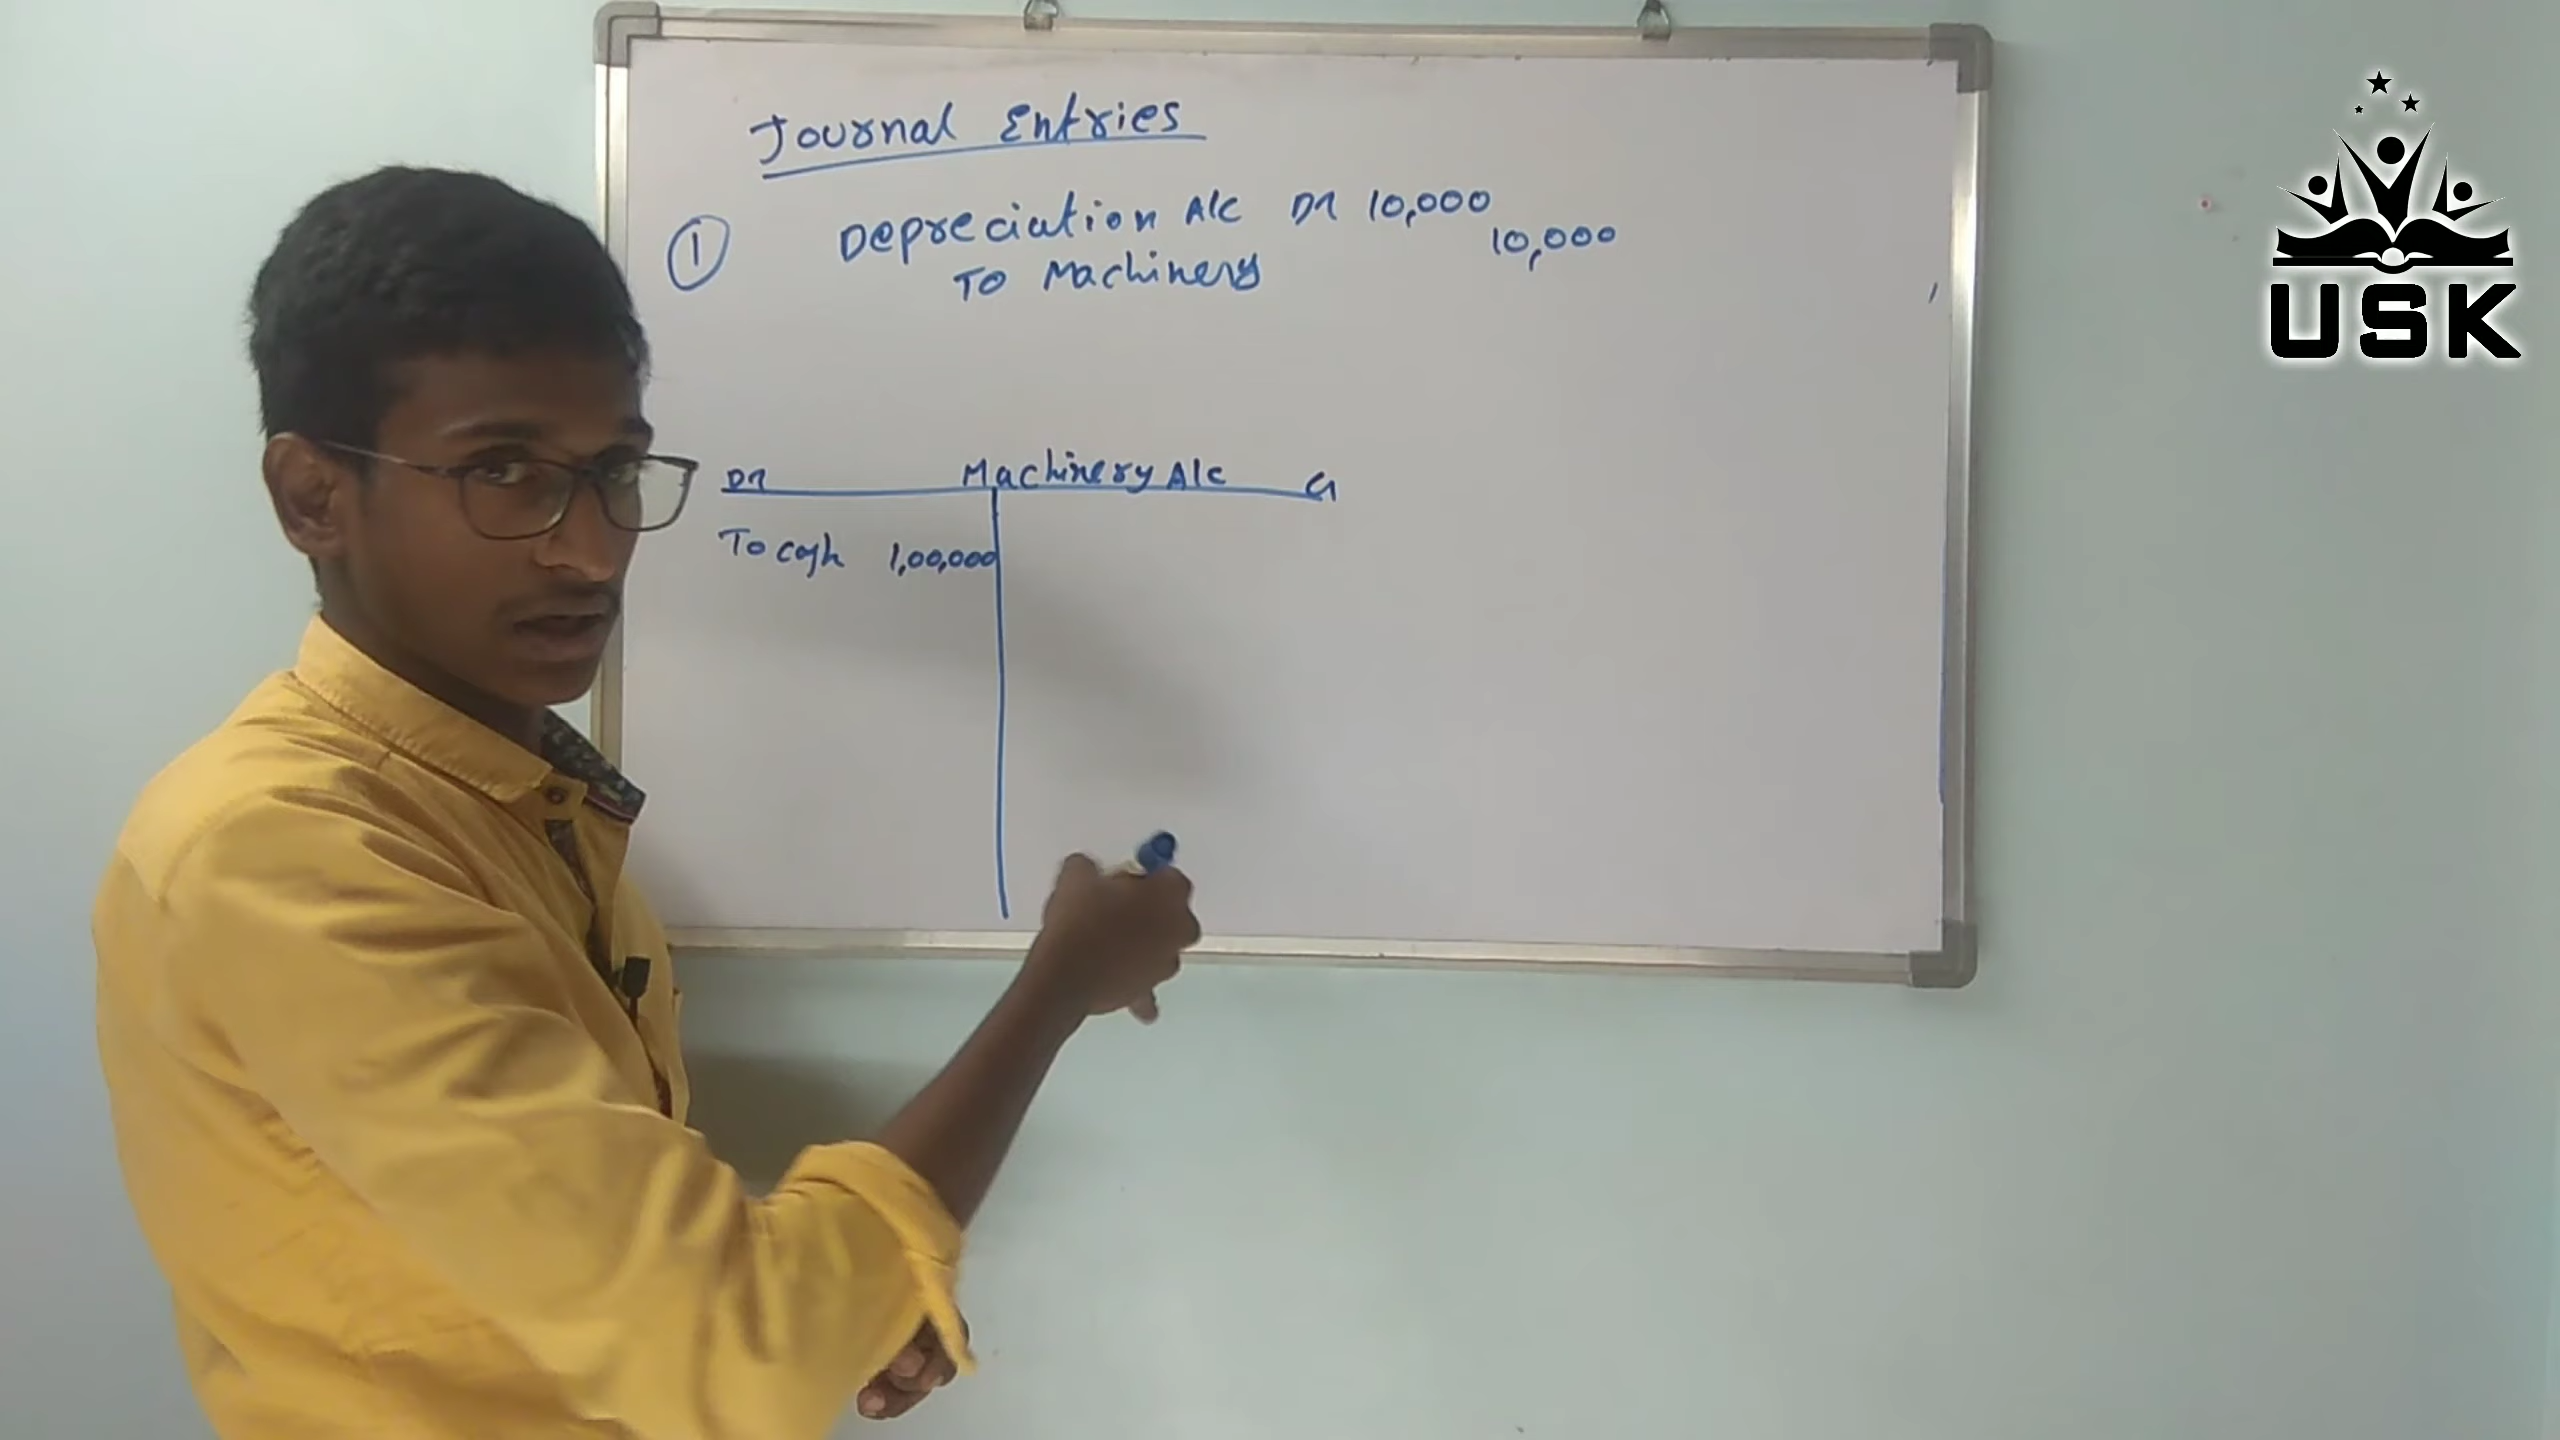 Journal Entries
1 Depreciation A/c Dr 10,000
To Machinery 10,000
Dr Machinery A/c Cr
To cash 1,00,000
USK